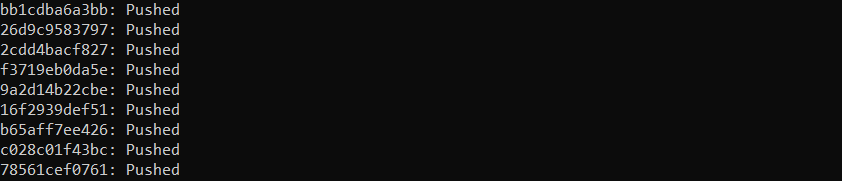 bb1cdba6a3bb: Pushed
26d9c9583797: Pushed
2cdd4bacf827: Pushed
f3719eb0da5e: Pushed
9a2d14b22cbe: Pushed
16f2939def51: Pushed
b65aff7ee426: Pushed
c028c01f43bc: Pushed
78561cef0761: Pushed